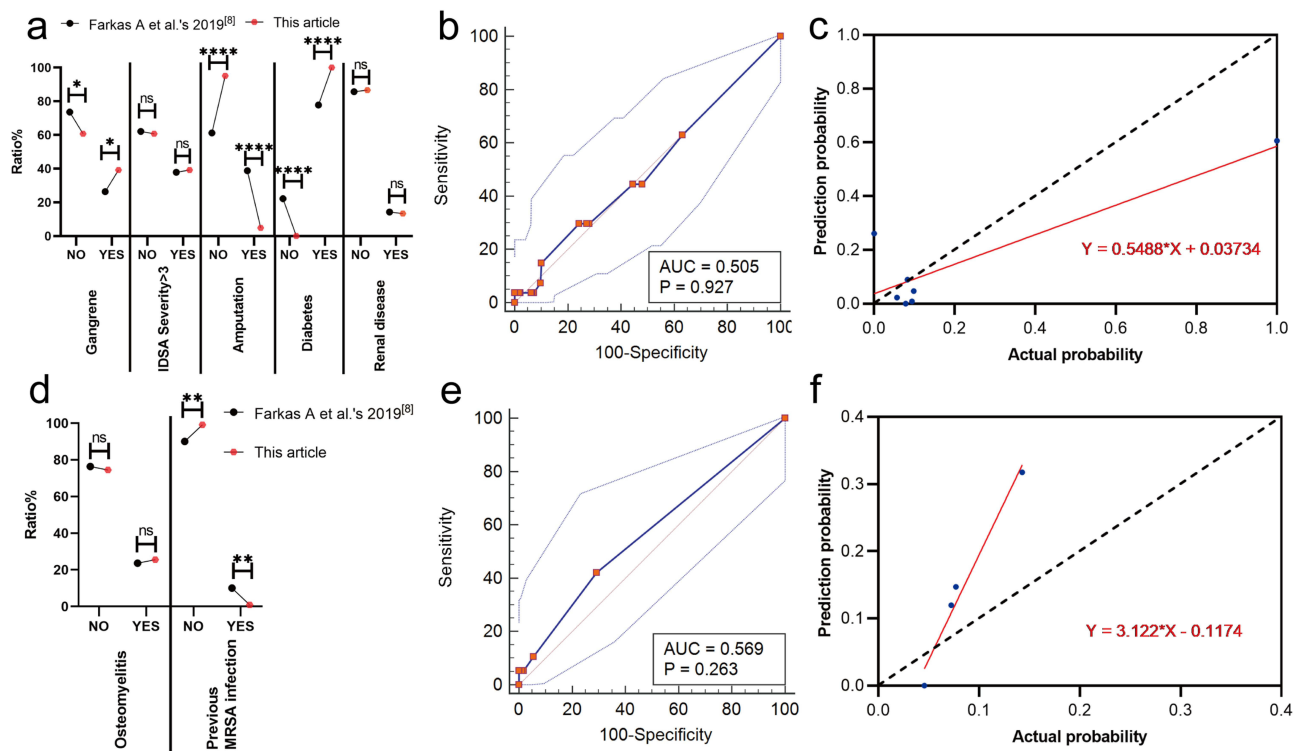 a
Farkas A et al.'s 2019[8]
This article
Ratio%
100
80
60
40
20
0
*
*
ns
ns
****
****
****
****
ns
ns
NO YES NO YES NO YES NO YES NO YES
Gangrene
IDSA Severity>3
Amputation
Diabetes
Renal disease
b
Sensitivity
100
80
60
40
20
0
0 20 40 60 80 100
100-Specificity
AUC = 0.505
P = 0.927
c
Prediction probability
1.0
0.8
0.6
0.4
0.2
0.0
0.0 0.2 0.4 0.6 0.8 1.0
Actual probability
Y = 0.5488*X + 0.03734
d
Farkas A et al.'s 2019[8]
This article
Ratio%
100
80
60
40
20
0
ns
ns
**
**
NO YES NO YES
Osteomyelitis
Previous
MRSA infection
e
Sensitivity
100
80
60
40
20
0
0 20 40 60 80 100
100-Specificity
AUC = 0.569
P = 0.263
f
Prediction probability
0.4
0.3
0.2
0.1
0.0
0.0 0.1 0.2 0.3 0.4
Actual probability
Y = 3.122*X - 0.1174